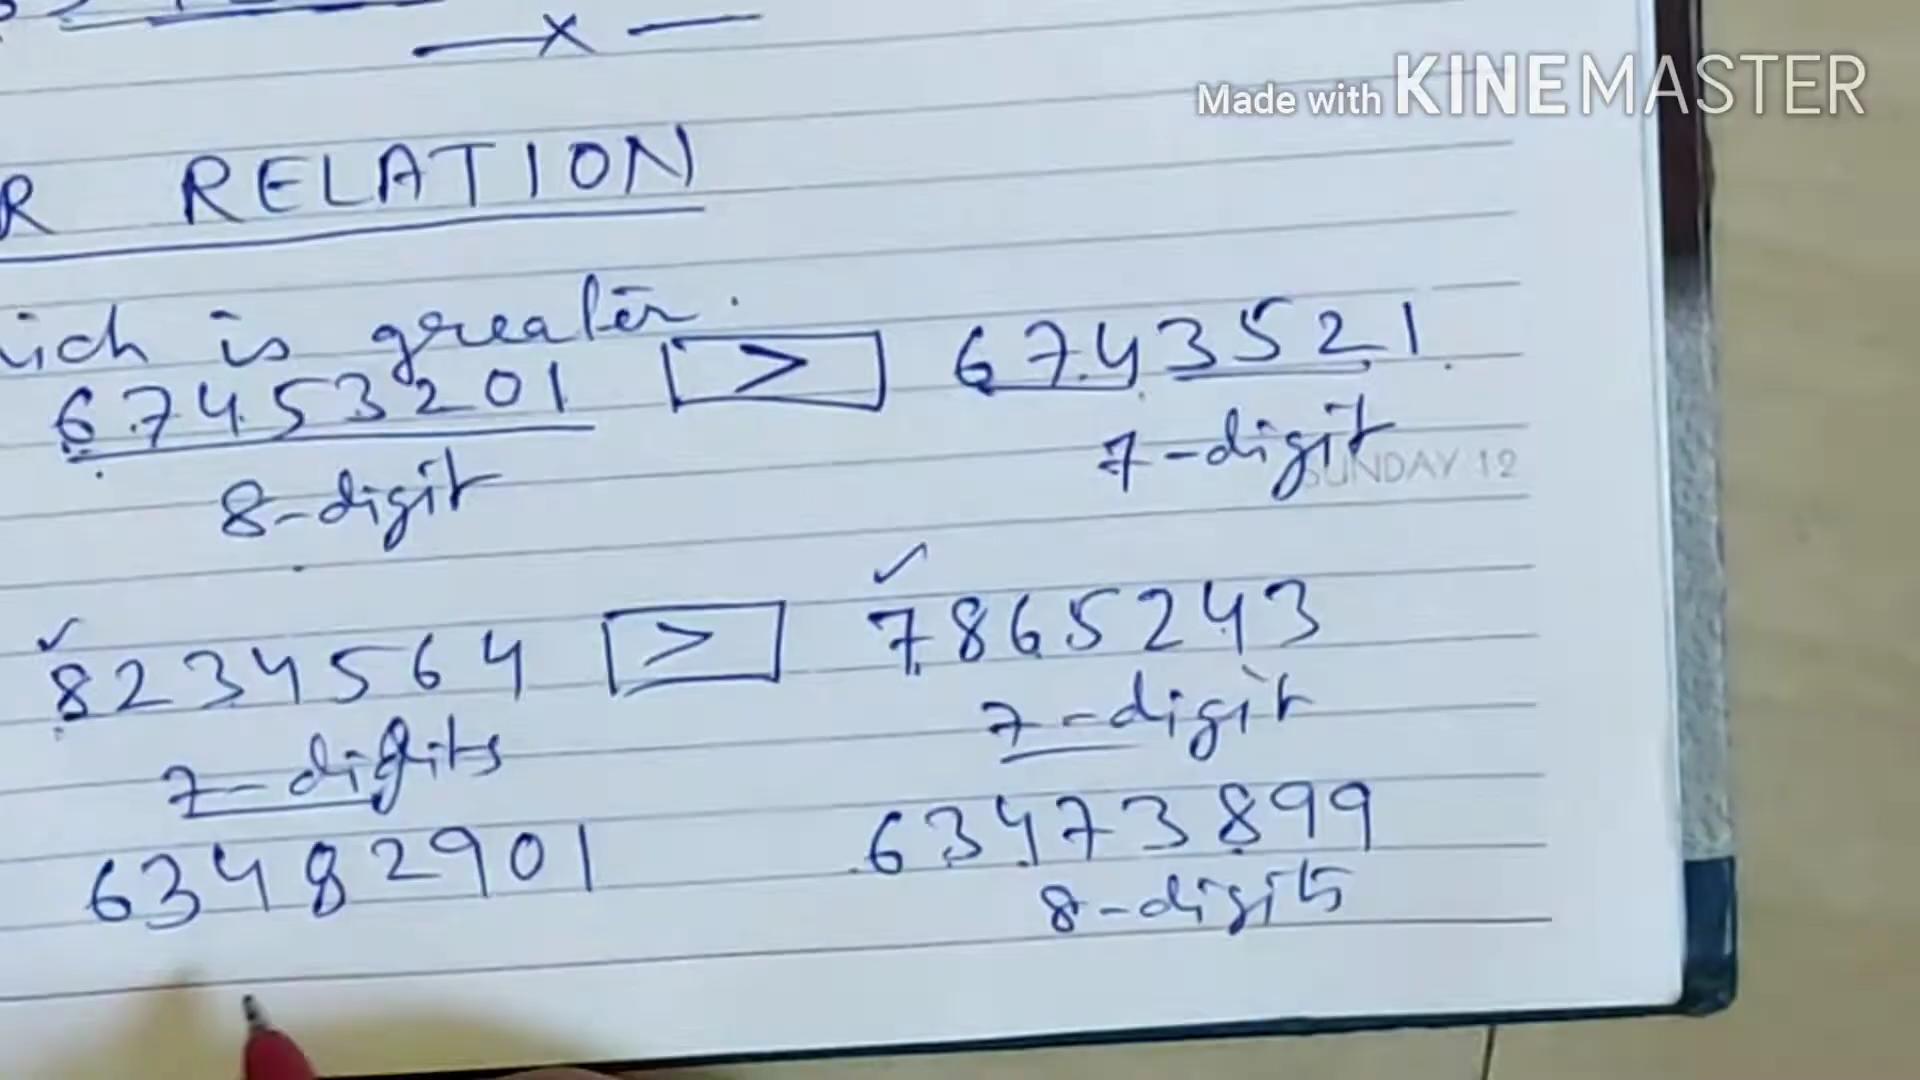 Made with KINEMASTER
R RELATION
ich is greater.
67453201 > 6743521
8-digit 7-digit
SUNDAY 12
8234564 > 7865243
7-digits 7-digit
63482901 63473899
8-digits